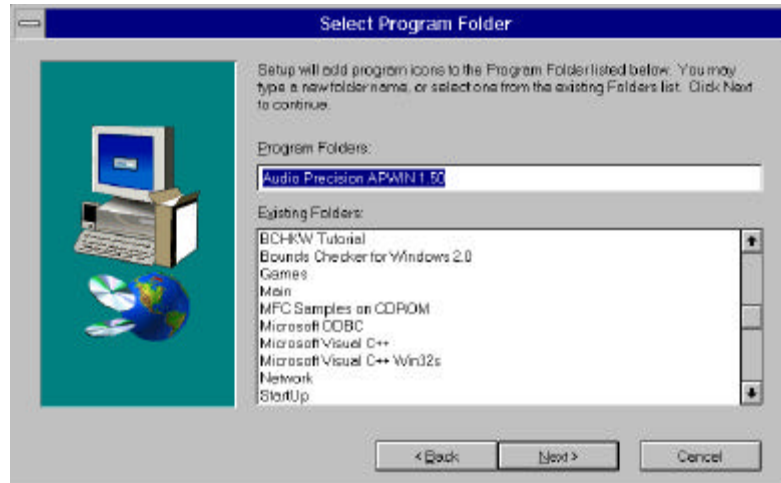 Select Program Folder
Setup will add program icons to the Program Folder listed below. You may
type a new folder name, or select one from the existing Folders list. Click Next
to continue.
Program Folders:
Audio Precision APWIN 1.50
Existing Folders:
BCHKW Tutorial
Bounds Checker for Windows 2.0
Games
Main
MFC Samples on CDROM
Microsoft ODBC
Microsoft Visual C++
Microsoft Visual C++ Win32s
Network
StartUp
< Back
Next >
Cancel